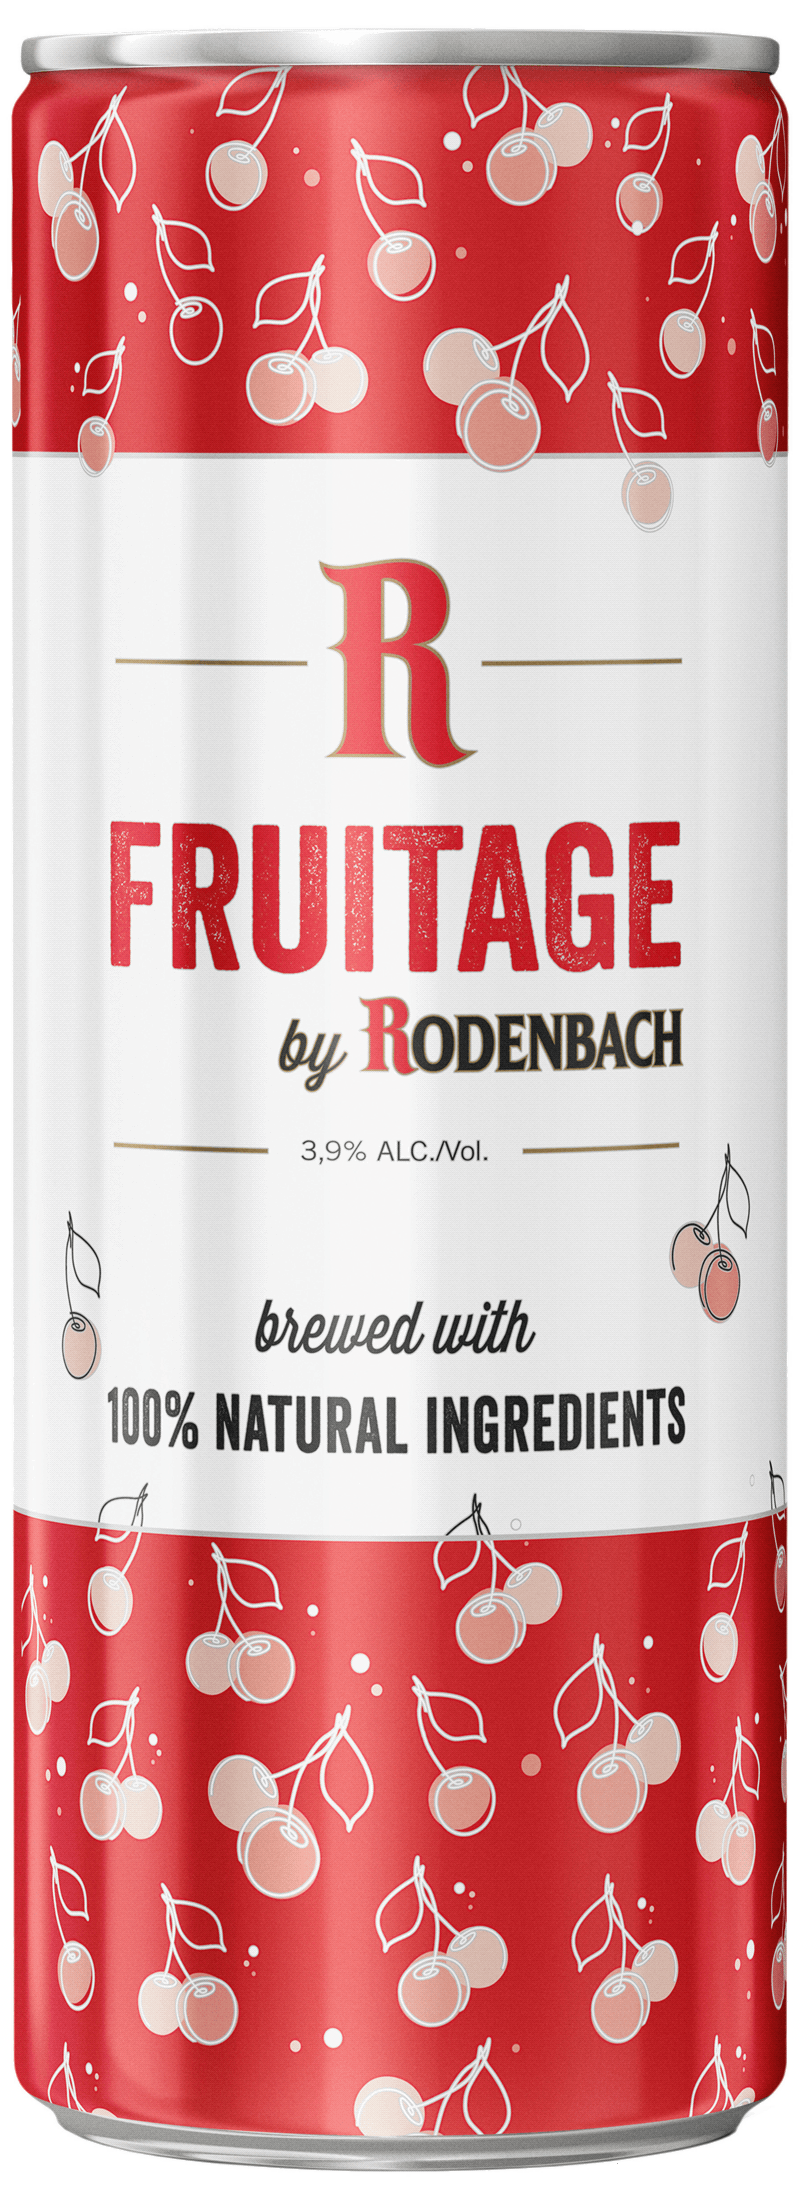 R
FRUITAGE
by RODENBACH
3,9% ALC./Vol.
brewed with
100% NATURAL INGREDIENTS